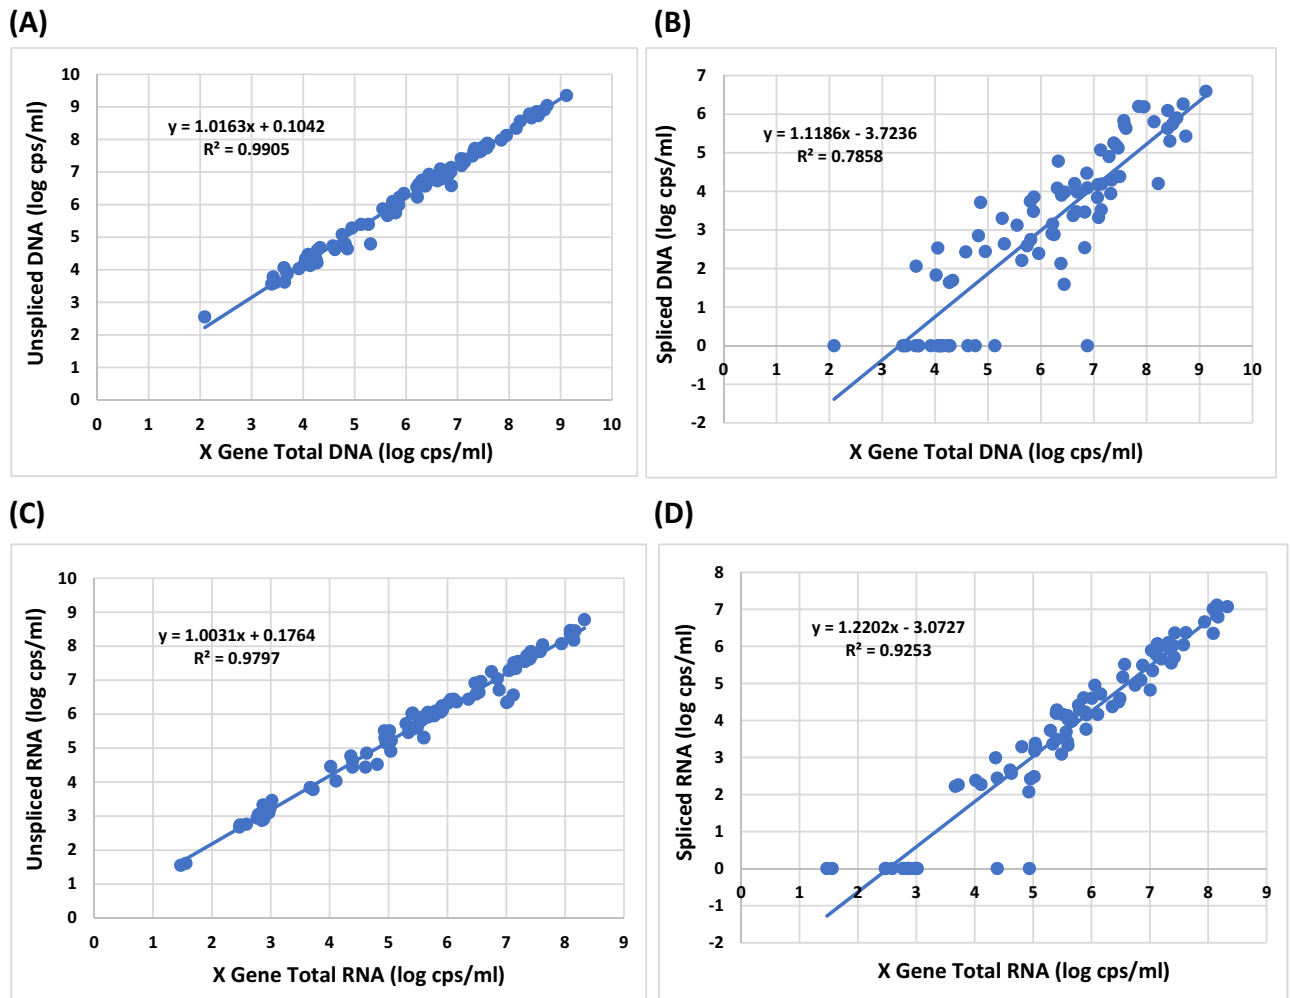 (A)
10
9
8
7
6
5
4
3
2
1
0
Unspliced DNA (log cps/ml)
y = 1.0163x + 0.1042
R² = 0.9905
0 1 2 3 4 5 6 7 8 9 10
X Gene Total DNA (log cps/ml)
(B)
7
6
5
4
3
2
1
0
-1
-2
Spliced DNA (log cps/ml)
y = 1.1186x - 3.7236
R² = 0.7858
0 1 2 3 4 5 6 7 8 9 10
X Gene Total DNA (log cps/ml)
(C)
10
9
8
7
6
5
4
3
2
1
0
Unspliced RNA (log cps/ml)
y = 1.0031x + 0.1764
R² = 0.9797
0 1 2 3 4 5 6 7 8 9
X Gene Total RNA (log cps/ml)
(D)
8
7
6
5
4
3
2
1
0
-1
-2
Spliced RNA (log cps/ml)
y = 1.2202x - 3.0727
R² = 0.9253
0 1 2 3 4 5 6 7 8 9
X Gene Total RNA (log cps/ml)